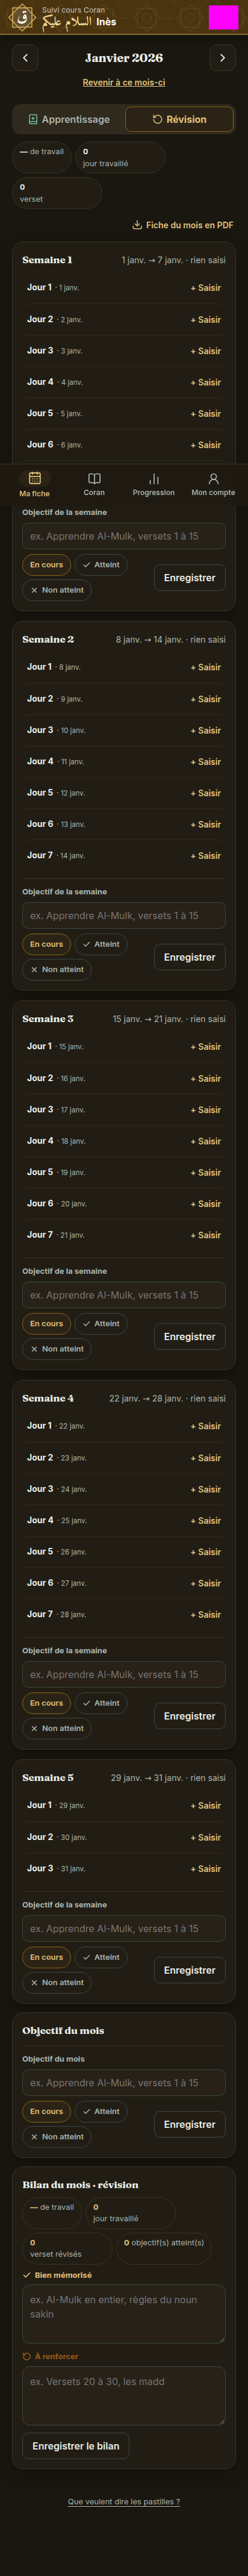 Suivi cours Coran
السلام عليكم Inès
Janvier 2026
Revenir à ce mois-ci
Apprentissage
Révision
— de travail
0
jour travaillé
0
verset
Fiche du mois en PDF
Semaine 1 1 janv. → 7 janv. · rien saisi
Jour 1 · 1 janv. + Saisir
Jour 2 · 2 janv. + Saisir
Jour 3 · 3 janv. + Saisir
Jour 4 · 4 janv. + Saisir
Jour 5 · 5 janv. + Saisir
Jour 6 · 6 janv. + Saisir
Ma fiche Coran Progression Mon compte
Objectif de la semaine
ex. Apprendre Al-Mulk, versets 1 à 15
En cours Atteint
Non atteint
Enregistrer
Semaine 2 8 janv. → 14 janv. · rien saisi
Jour 1 · 8 janv. + Saisir
Jour 2 · 9 janv. + Saisir
Jour 3 · 10 janv. + Saisir
Jour 4 · 11 janv. + Saisir
Jour 5 · 12 janv. + Saisir
Jour 6 · 13 janv. + Saisir
Jour 7 · 14 janv. + Saisir
Objectif de la semaine
ex. Apprendre Al-Mulk, versets 1 à 15
En cours Atteint
Non atteint
Enregistrer
Semaine 3 15 janv. → 21 janv. · rien saisi
Jour 1 · 15 janv. + Saisir
Jour 2 · 16 janv. + Saisir
Jour 3 · 17 janv. + Saisir
Jour 4 · 18 janv. + Saisir
Jour 5 · 19 janv. + Saisir
Jour 6 · 20 janv. + Saisir
Jour 7 · 21 janv. + Saisir
Objectif de la semaine
ex. Apprendre Al-Mulk, versets 1 à 15
En cours Atteint
Non atteint
Enregistrer
Semaine 4 22 janv. → 28 janv. · rien saisi
Jour 1 · 22 janv. + Saisir
Jour 2 · 23 janv. + Saisir
Jour 3 · 24 janv. + Saisir
Jour 4 · 25 janv. + Saisir
Jour 5 · 26 janv. + Saisir
Jour 6 · 27 janv. + Saisir
Jour 7 · 28 janv. + Saisir
Objectif de la semaine
ex. Apprendre Al-Mulk, versets 1 à 15
En cours Atteint
Non atteint
Enregistrer
Semaine 5 29 janv. → 31 janv. · rien saisi
Jour 1 · 29 janv. + Saisir
Jour 2 · 30 janv. + Saisir
Jour 3 · 31 janv. + Saisir
Objectif de la semaine
ex. Apprendre Al-Mulk, versets 1 à 15
En cours Atteint
Non atteint
Enregistrer
Objectif du mois
Objectif du mois
ex. Apprendre Al-Mulk, versets 1 à 15
En cours Atteint
Non atteint
Enregistrer
Bilan du mois · révision
— de travail
0
jour travaillé
0
verset révisés
0 objectif(s) atteint(s)
Bien mémorisé
ex. Al-Mulk en entier, règles du noun
sakin
À renforcer
ex. Versets 20 à 30, les madd
Enregistrer le bilan
Que veulent dire les pastilles ?